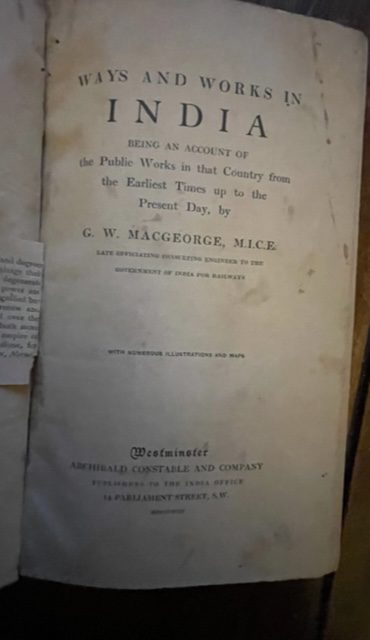 WAYS AND WORKS IN
INDIA
BEING AN ACCOUNT OF
the Public Works in that Country from
the Earliest Times up to the
Present Day, by
G. W. MACGEORGE, M.I.C.E.
LATE OFFICIATING CONSULTING ENGINEER TO THE
GOVERNMENT OF INDIA FOR RAILWAYS
WITH NUMEROUS ILLUSTRATIONS AND MAPS
Westminster
ARCHIBALD CONSTABLE AND COMPANY
PUBLISHERS TO THE INDIA OFFICE
14 PARLIAMENT STREET, S.W.